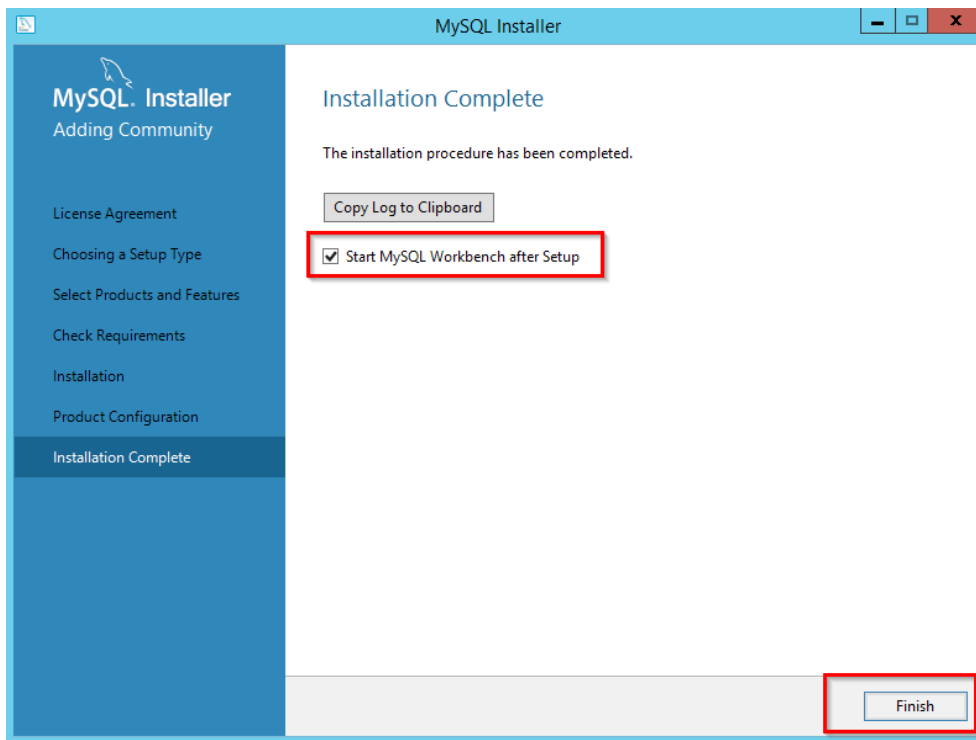 MySQL Installer
MySQL. Installer
Adding Community
License Agreement
Choosing a Setup Type
Select Products and Features
Check Requirements
Installation
Product Configuration
Installation Complete
Installation Complete
The installation procedure has been completed.
Copy Log to Clipboard
Start MySQL Workbench after Setup
Finish